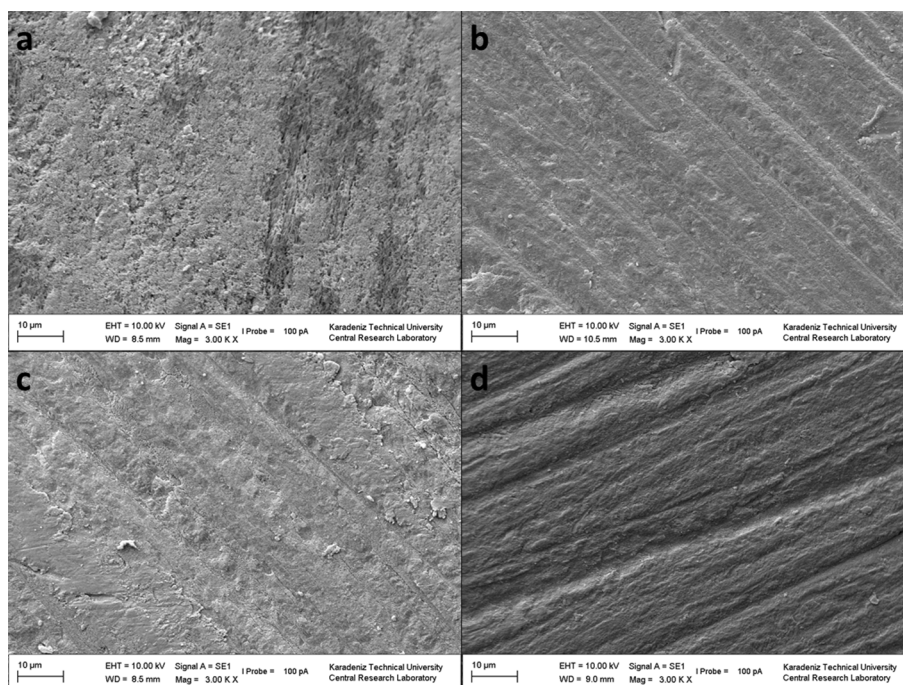 a
10 µm
EHT = 10.00 kV Signal A = SE1 I Probe = 100 pA Karadeniz Technical University
WD = 8.5 mm Mag = 3.00 K X Central Research Laboratory
b
10 µm
EHT = 10.00 kV Signal A = SE1 I Probe = 100 pA Karadeniz Technical University
WD = 10.5 mm Mag = 3.00 K X Central Research Laboratory
c
10 µm
EHT = 10.00 kV Signal A = SE1 I Probe = 100 pA Karadeniz Technical University
WD = 8.5 mm Mag = 3.00 K X Central Research Laboratory
d
10 µm
EHT = 10.00 kV Signal A = SE1 I Probe = 100 pA Karadeniz Technical University
WD = 9.0 mm Mag = 3.00 K X Central Research Laboratory